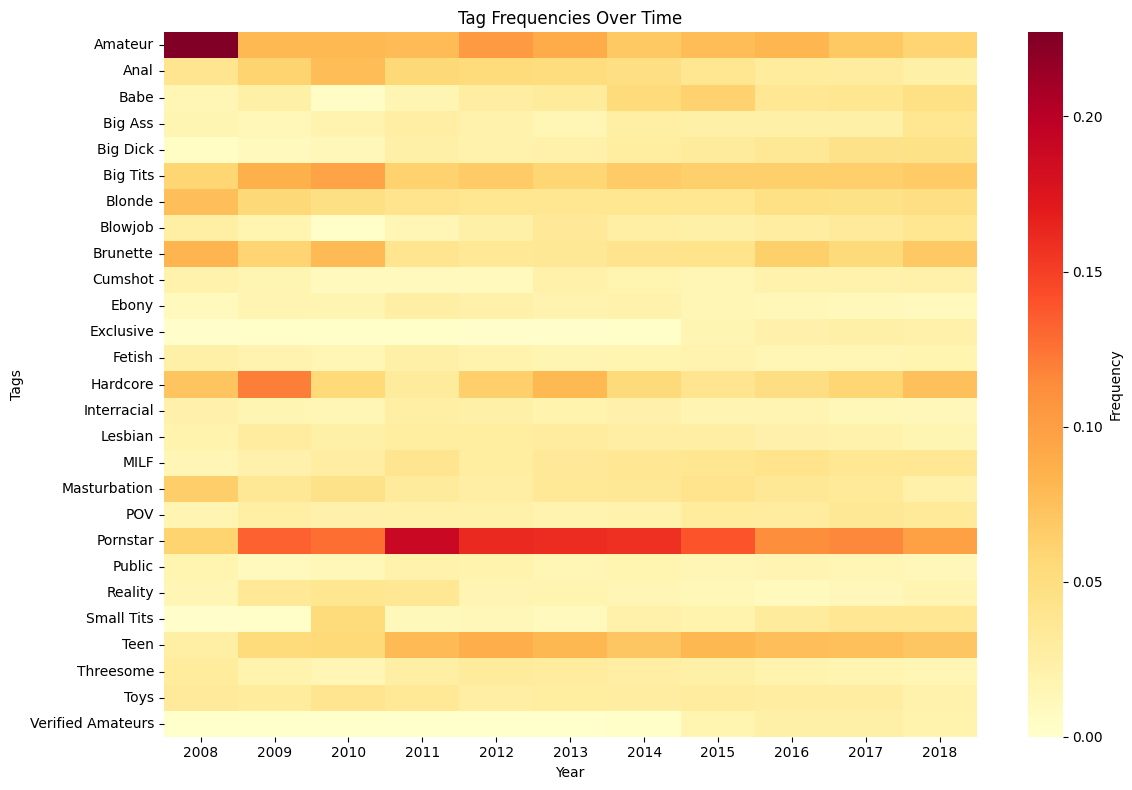 Tag Frequencies Over Time
Tags
Amateur
Anal
Babe
Big Ass
Big Dick
Big Tits
Blonde
Blowjob
Brunette
Cumshot
Ebony
Exclusive
Fetish
Hardcore
Interracial
Lesbian
MILF
Masturbation
POV
Pornstar
Public
Reality
Small Tits
Teen
Threesome
Toys
Verified Amateurs
2008 2009 2010 2011 2012 2013 2014 2015 2016 2017 2018
Year
0.20
0.15
0.10
0.05
0.00
Frequency